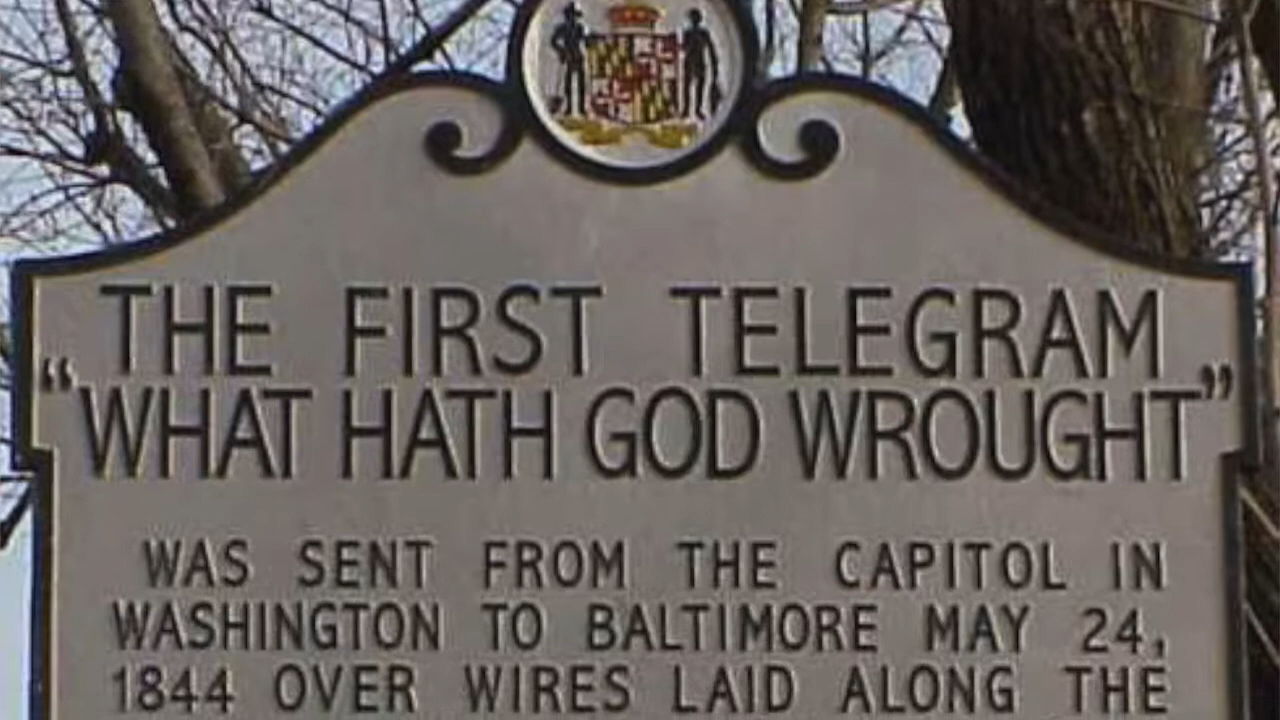 THE FIRST TELEGRAM
“WHAT HATH GOD WROUGHT”
WAS SENT FROM THE CAPITOL IN
WASHINGTON TO BALTIMORE MAY 24,
1844 OVER WIRES LAID ALONG THE